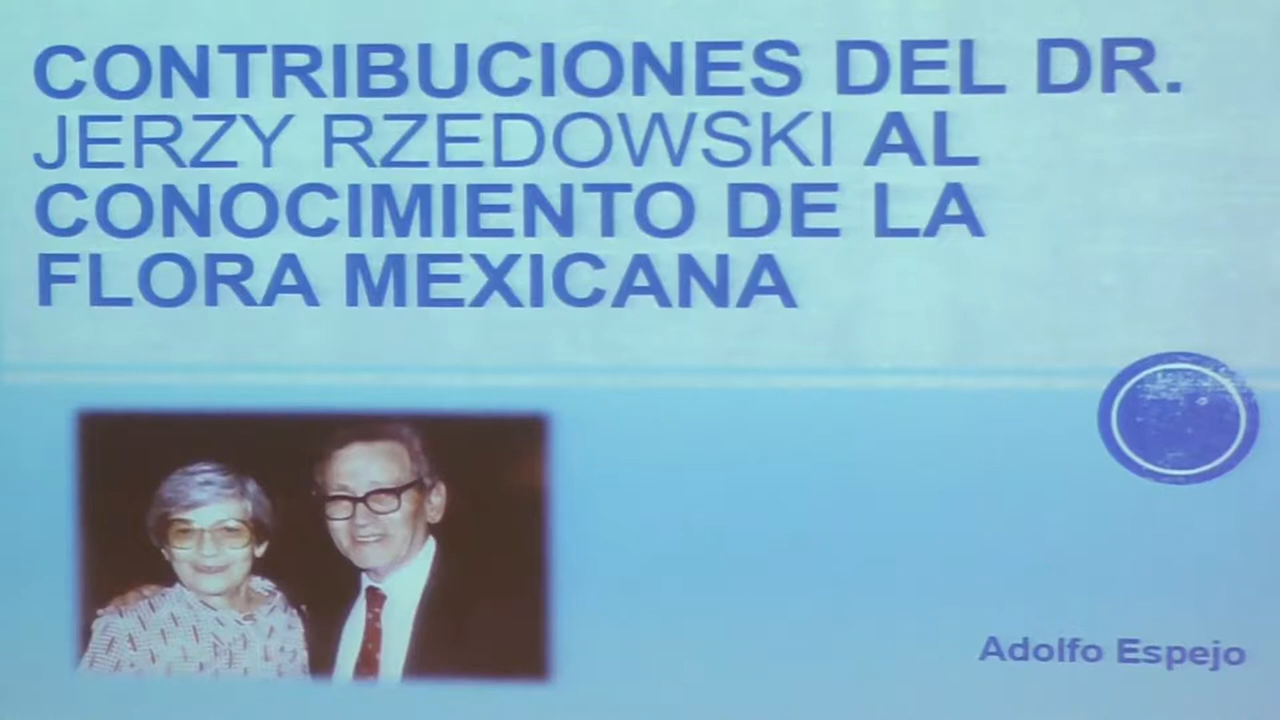 CONTRIBUCIONES DEL DR.
JERZY RZEDOWSKI AL
CONOCIMIENTO DE LA
FLORA MEXICANA
Adolfo Espejo